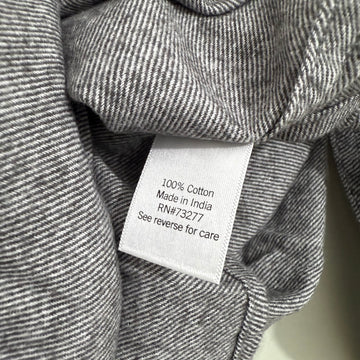 100% Cotton
Made in India
RN#73277
See reverse for care